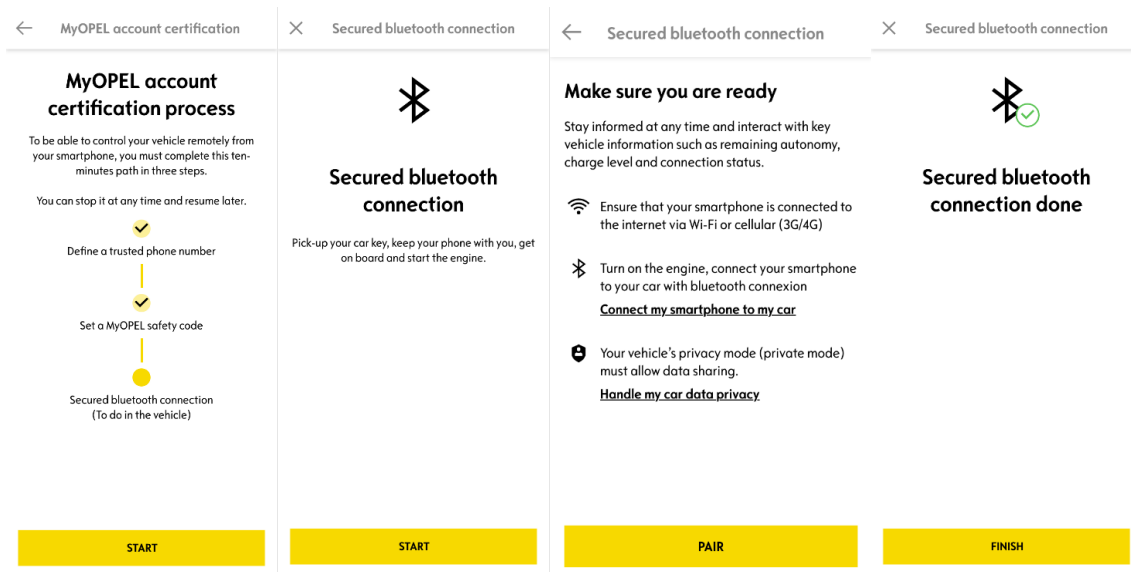 MyOPEL account certification
MyOPEL account
certification process
To be able to control your vehicle remotely from
your smartphone, you must complete this ten-
minutes path in three steps.
You can stop it at any time and resume later.
Define a trusted phone number
Set a MyOPEL safety code
Secured bluetooth connection
(To do in the vehicle)
START
Secured bluetooth connection
Secured bluetooth
connection
Pick-up your car key, keep your phone with you, get
on board and start the engine.
START
Secured bluetooth connection
Make sure you are ready
Stay informed at any time and interact with key
vehicle information such as remaining autonomy,
charge level and connection status.
Ensure that your smartphone is connected to
the internet via Wi-Fi or cellular (3G/4G)
Turn on the engine, connect your smartphone
to your car with bluetooth connexion
Connect my smartphone to my car
Your vehicle's privacy mode (private mode)
must allow data sharing.
Handle my car data privacy
PAIR
Secured bluetooth connection
Secured bluetooth
connection done
FINISH